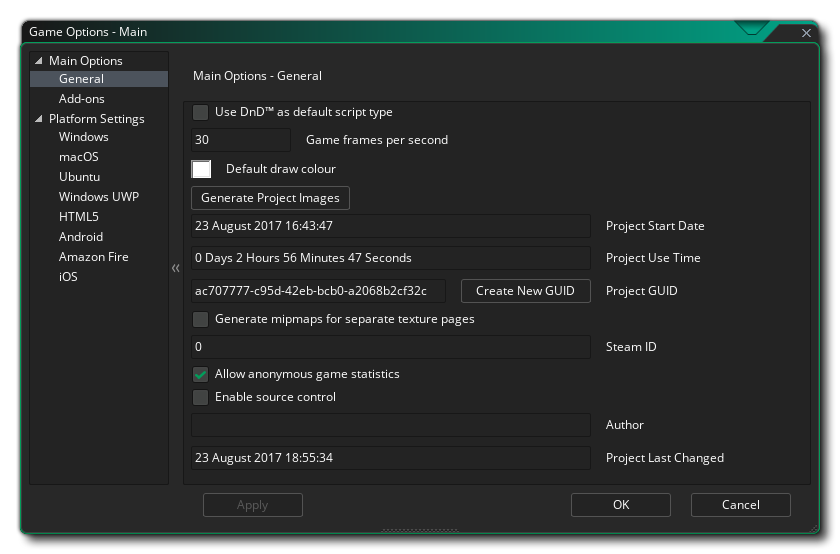 Game Options - Main
Main Options
General
Add-ons
Platform Settings
Windows
macOS
Ubuntu
Windows UWP
HTML5
Android
Amazon Fire
iOS
Main Options - General
Use DnD™ as default script type
30 Game frames per second
Default draw colour
Generate Project Images
23 August 2017 16:43:47 Project Start Date
0 Days 2 Hours 56 Minutes 47 Seconds Project Use Time
ac707777-c95d-42eb-bcb0-a2068b2cf32c Create New GUID Project GUID
Generate mipmaps for separate texture pages
0 Steam ID
Allow anonymous game statistics
Enable source control
Author
23 August 2017 18:55:34 Project Last Changed
Apply OK Cancel